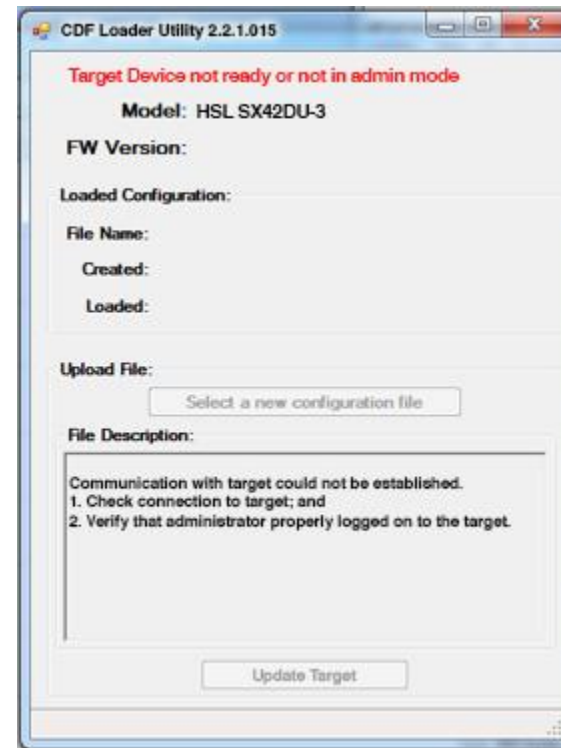 CDF Loader Utility 2.2.1.015
Target Device not ready or not in admin mode
Model: HSL SX42DU-3
FW Version:
Loaded Configuration:
File Name:
Created:
Loaded:
Upload File:
Select a new configuration file
File Description:
Communication with target could not be established.
1. Check connection to target; and
2. Verify that administrator properly logged on to the target.
Update Target